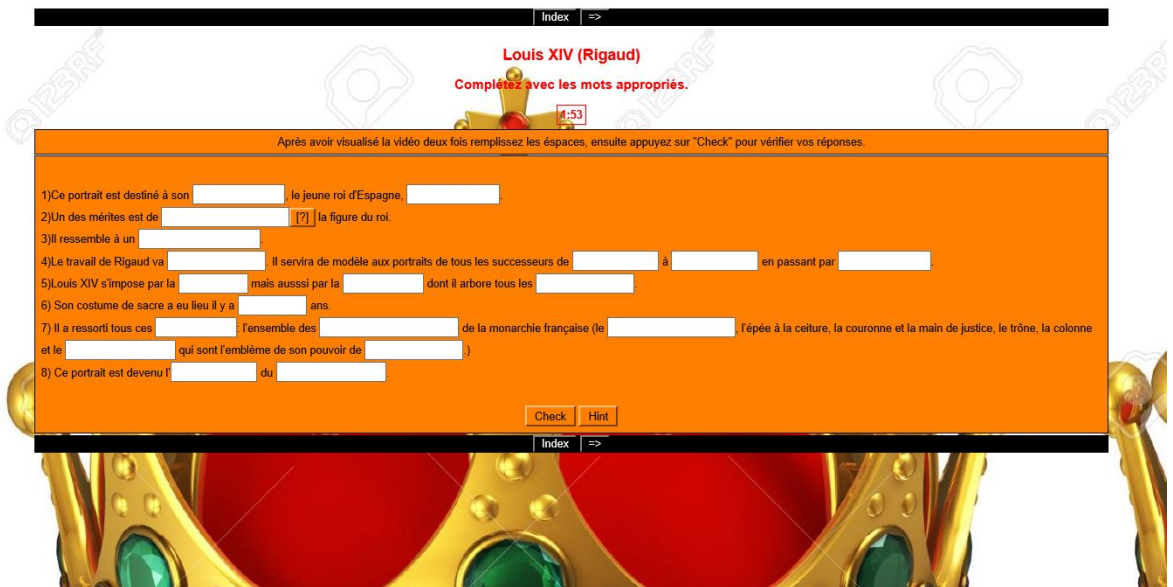 Index =>
Louis XIV (Rigaud)
Complétez avec les mots appropriés.
4:53
Après avoir visualisé la vidéo deux fois remplissez les éspaces, ensuite appuyez sur "Check" pour vérifier vos réponses.
1)Ce portrait est destiné à son , le jeune roi d'Espagne, .
2)Un des mérites est de [?] la figure du roi.
3)Il ressemble à un .
4)Le travail de Rigaud va . Il servira de modèle aux portraits de tous les successeurs de à en passant par .
5)Louis XIV s'impose par la mais ausssi par la dont il arbore tous les .
6) Son costume de sacre a eu lieu il y a ans.
7) Il a ressorti tous ces : l'ensemble des de la monarchie française (le , l'épée à la ceiture, la couronne et la main de justice, le trône, la colonne
et le qui sont l'emblème de son pouvoir de .)
8) Ce portrait est devenu l' du .
Check Hint
Index =>
123RF